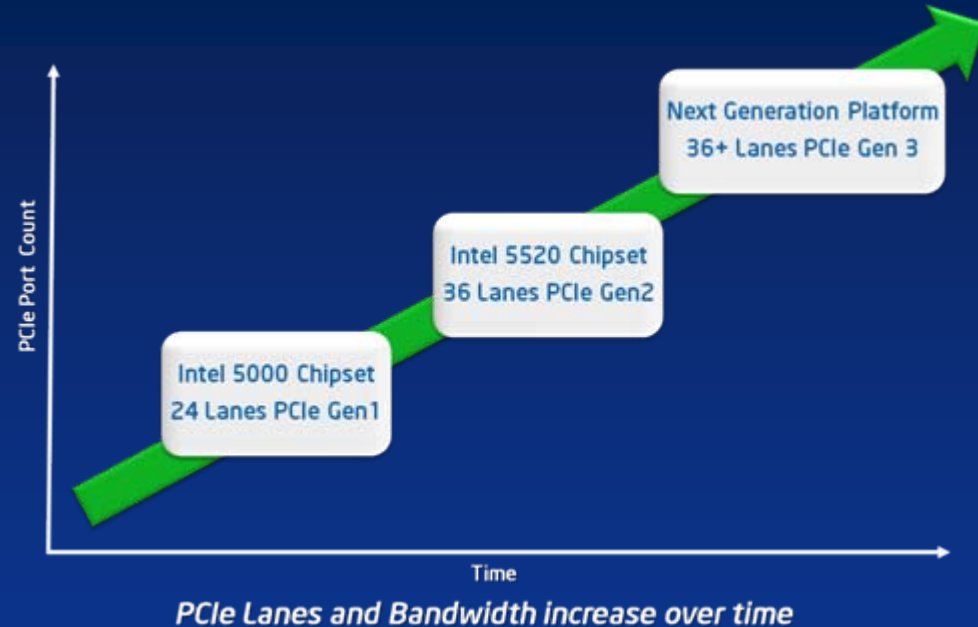 Next Generation Platform
36+ Lanes PCIe Gen 3
Intel 5520 Chipset
36 Lanes PCIe Gen2
Intel 5000 Chipset
24 Lanes PCIe Gen1
PCIe Port Count
Time
PCIe Lanes and Bandwidth increase over time